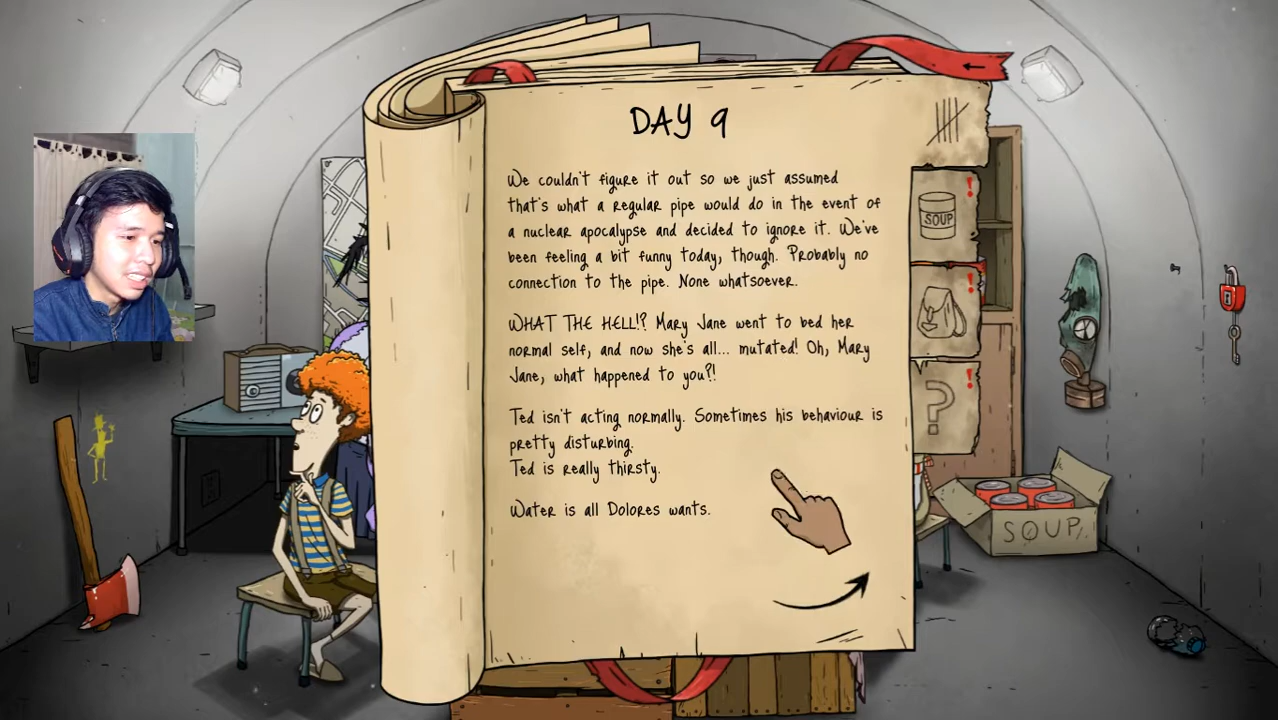 DAY 9
We couldn't figure it out so we just assumed
that's what a regular pipe would do in the event of
a nuclear apocalypse and decided to ignore it. We've
been feeling a bit funny today, though. Probably no
connection to the pipe. None whatsoever.
WHAT THE HELL!? Mary Jane went to bed her
normal self, and now she's all... mutated! Oh, Mary
Jane, what happened to you?!
Ted isn't acting normally. Sometimes his behaviour is
pretty disturbing.
Ted is really thirsty.
Water is all Dolores wants.
SOUP
!
!
?
!
SOUP